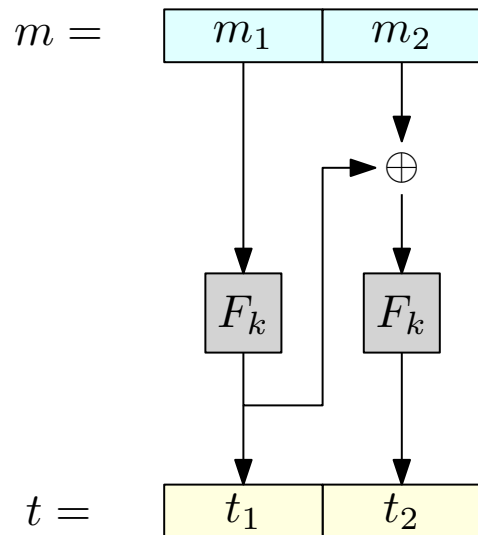 m = m₁ m₂
⊕
Fₖ Fₖ
t = t₁ t₂